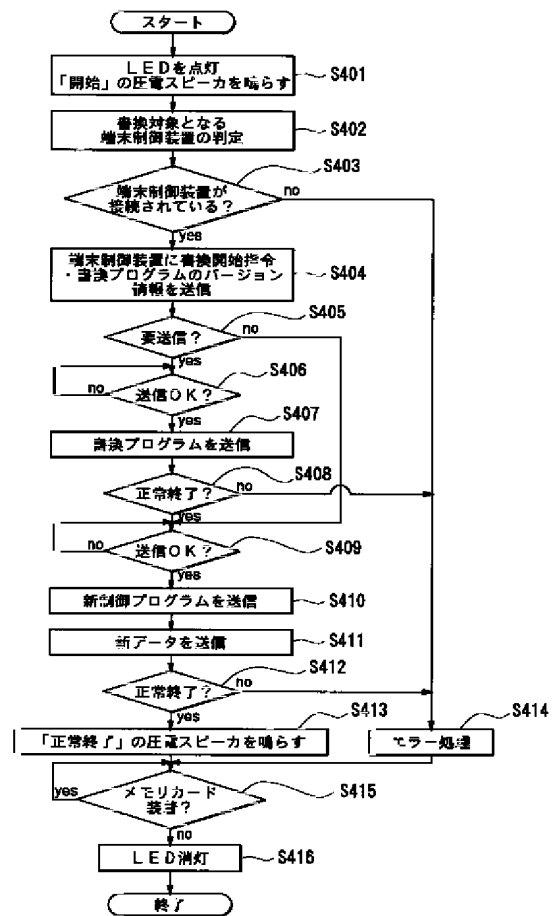 スタート
LEDを点灯
「開始」の圧電スピーカを鳴らす
S401
書換対象となる
端末制御装置の判定
S402
S403
端末制御装置が
接続されている?
no
yes
端末制御装置に書換開始指令
・書換プログラムのバージョン
情報を送信
S404
S405
要送信?
no
yes
S406
送信OK?
no
yes
S407
書換プログラムを送信
S408
正常終了?
no
yes
送信OK?
no
S409
yes
新制御プログラムを送信
S410
新データを送信
S411
S412
正常終了?
no
yes
S413
「正常終了」の圧電スピーカを鳴らす
S414
エラー処理
yes
メモリカード
装着?
S415
no
LED消灯
S416
終了